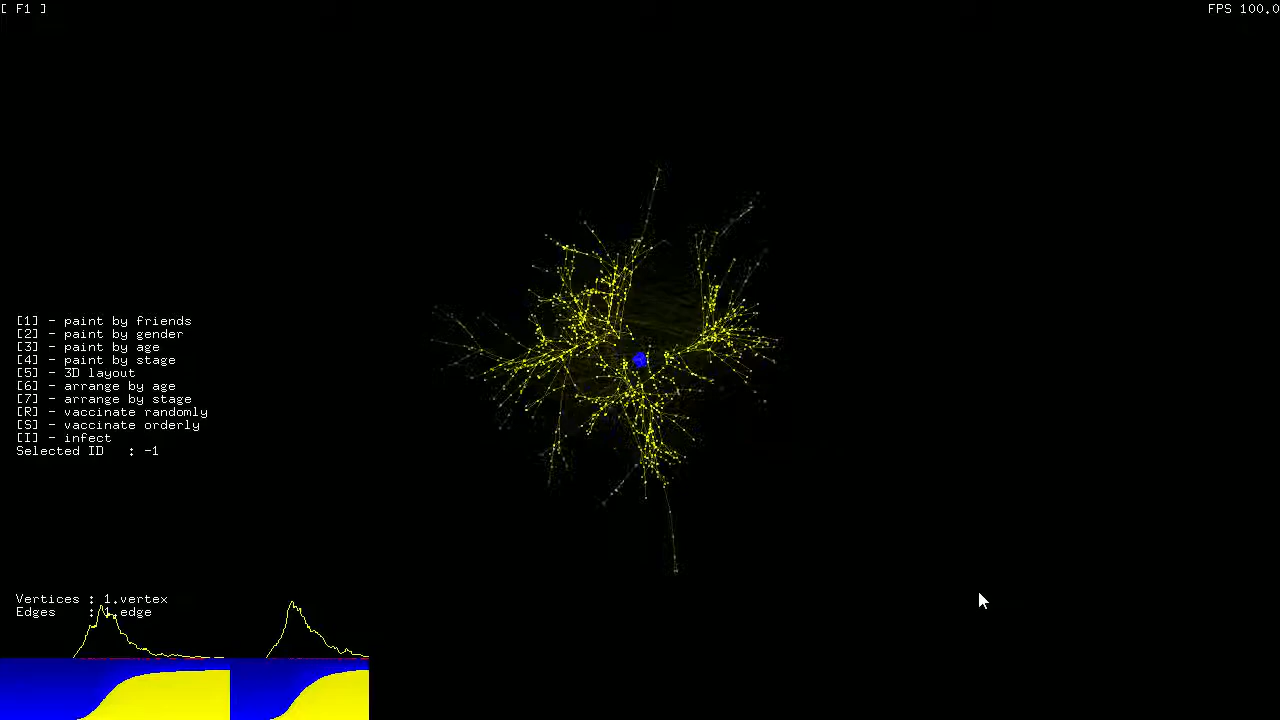 [ F1 ]
FPS 100.0
[1] - paint by friends
[2] - paint by gender
[3] - paint by age
[4] - paint by stage
[5] - 3D layout
[6] - arrange by age
[7] - arrange by stage
[R] - vaccinate randomly
[S] - vaccinate orderly
[I] - infect
Selected ID : -1
Vertices : 1.vertex
Edges : 1.edge